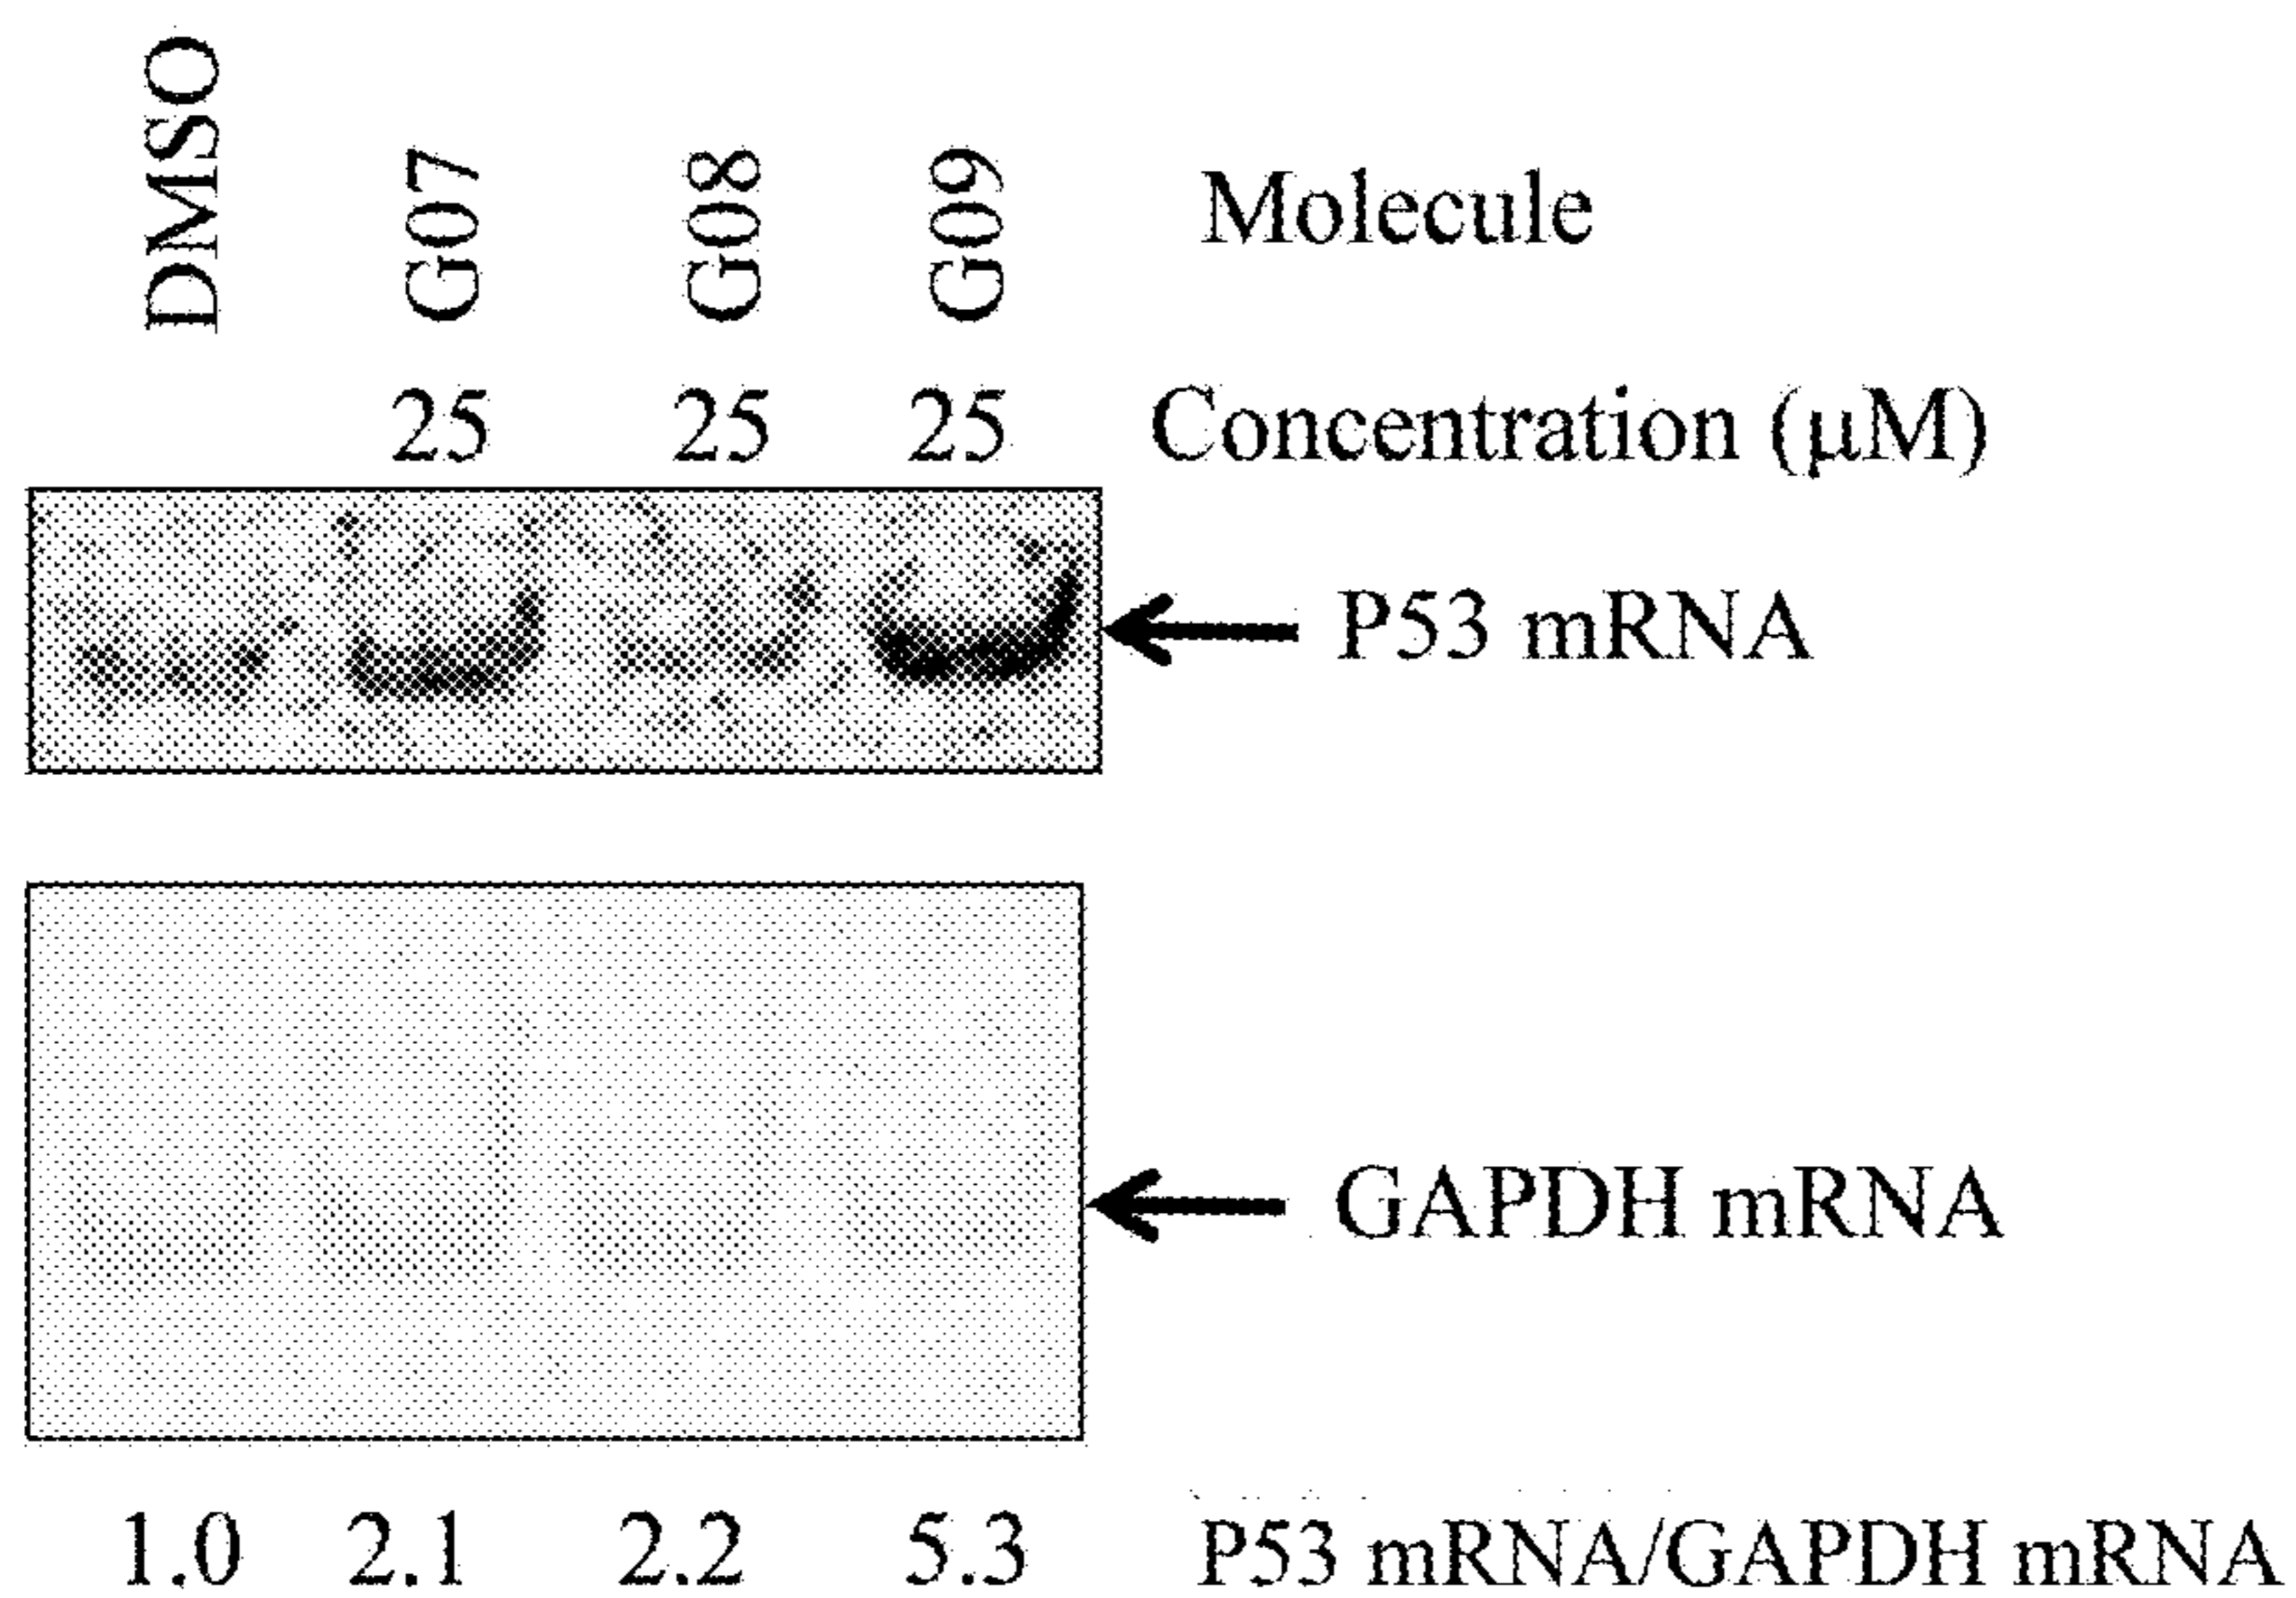 DMSO G07 G08 G09 Molecule
25 25 25 Concentration (µM)
P53 mRNA
GAPDH mRNA
1.0 2.1 2.2 5.3 P53 mRNA/GAPDH mRNA